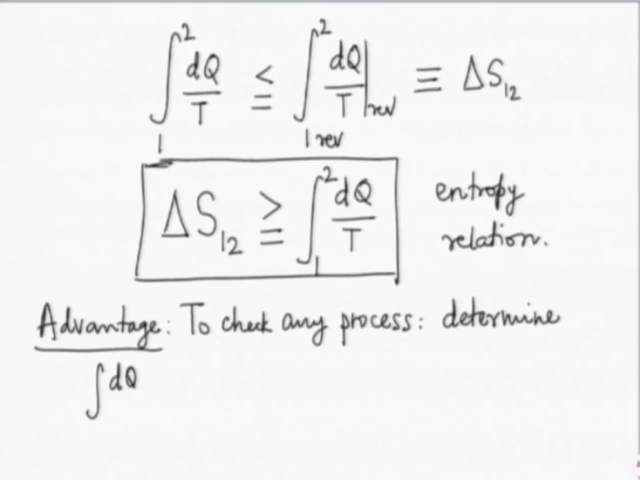 ∫₁² dQ/T ≤ ∫₁ rev² dQ/T|rev ≡ ΔS₁₂
ΔS₁₂ ≥ ∫₁² dQ/T entropy relation.
Advantage: To check any process: determine
∫dQ